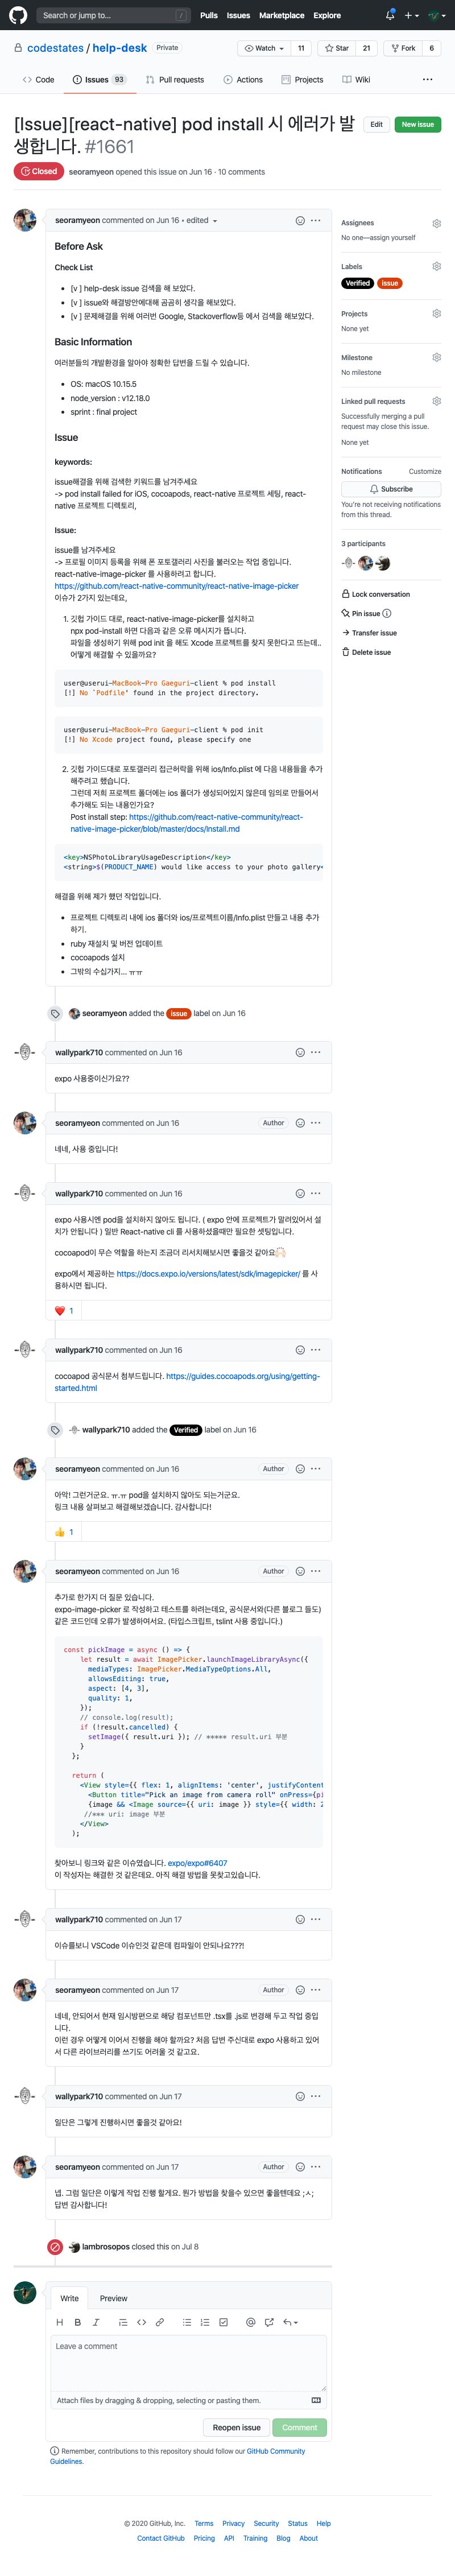 Search or jump to...
/
Pulls
Issues
Marketplace
Explore
codestates / help-desk
Private
Watch
11
Star
21
Fork
6
Code
Issues 93
Pull requests
Actions
Projects
Wiki
[Issue][react-native] pod install 시 에러가 발
생합니다. #1661
Edit
New issue
Closed
seorameyeon opened this issue on Jun 16 · 10 comments
seorameyeon commented on Jun 16 • edited
Before Ask
Check List
[v ] help-desk issue 검색을 해 보았다.
[v ] issue와 해결방안에대해 곰곰히 생각을 해보았다.
[v ] 문제해결을 위해 여러번 Google, Stackoverflow등 에서 검색을 해보았다.
Basic Information
여러분들의 개발환경을 알아야 정확한 답변을 드릴 수 있습니다.
OS: macOS 10.15.5
node_version : v12.18.0
sprint : final project
Issue
keywords:
issue해결을 위해 검색한 키워드를 남겨주세요
-> pod install failed for iOS, cocoapods, react-native 프로젝트 세팅, react-
native 프로젝트 디렉토리,
Issue:
issue를 남겨주세요
-> 프로필 이미지 등록을 위해 폰 포토갤러리 사진을 불러오는 작업 중입니다.
react-native-image-picker 를 사용하려고 합니다.
https://github.com/react-native-community/react-native-image-picker
이슈가 2가지 있는데요,
1. 깃헙 가이드 대로, react-native-image-picker를 설치하고
npx pod-install 하면 다음과 같은 오류 메시지가 뜹니다.
파일을 생성하기 위해 pod init 을 해도 Xcode 프로젝트를 찾지 못한다고 뜨는데..
어떻게 해결할 수 있을까요?
user@userui-MacBook-Pro Gaeguri-client % pod install
[!] No `Podfile' found in the project directory.
user@userui-MacBook-Pro Gaeguri-client % pod init
[!] No Xcode project found, please specify one
2. 깃헙 가이드대로 포토갤러리 접근허락을 위해 ios/Info.plist 에 다음 내용들을 추가
해주려고 했습니다.
그런데 저희 프로젝트 폴더에는 ios 폴더가 생성되어있지 않은데 임의로 만들어서
추가해도 되는 내용인가요?
Post install step: https://github.com/react-native-community/react-
native-image-picker/blob/master/docs/Install.md
<key>NSPhotoLibraryUsageDescription</key>
<string>$(PRODUCT_NAME) would like access to your photo gallery<
해결을 위해 제가 했던 작업입니다.
프로젝트 디렉토리 내에 ios 폴더와 ios/프로젝트이름/Info.plist 만들고 내용 추가
하기.
ruby 재설치 및 버전 업데이트
cocoapods 설치
그밖의 수십가지... ㅠㅠ
seorameyeon added the issue label on Jun 16
wallypark710 commented on Jun 16
expo 사용중이신가요??
seorameyeon commented on Jun 16
Author
네네, 사용 중입니다!
wallypark710 commented on Jun 16
expo 사용시엔 pod을 설치하지 않아도 됩니다. ( expo 안에 프로젝트가 말려있어서 설
치가 안됩니다 ) 일반 React-native cli 를 사용하셨을때만 필요한 셋팅입니다.
cocoapod이 무슨 역할을 하는지 조금더 리서치해보시면 좋을것 같아요
expo에서 제공하는 https://docs.expo.io/versions/latest/sdk/imagepicker/ 를 사
용하시면 됩니다.
❤️ 1
wallypark710 commented on Jun 16
cocoapod 공식문서 첨부드립니다. https://guides.cocoapods.org/using/getting-
started.html
wallypark710 added the Verified label on Jun 16
seorameyeon commented on Jun 16
Author
아악! 그런거군요. ㅠ.ㅠ pod을 설치하지 않아도 되는거군요.
링크 내용 살펴보고 해결해보겠습니다. 감사합니다!
👍 1
seorameyeon commented on Jun 16
Author
추가로 한가지 더 질문 있습니다.
expo-image-picker 로 작성하고 테스트를 하려는데요, 공식문서와(다른 블로그 들도)
같은 코드인데 오류가 발생하여서요. (타입스크립트, tslint 사용 중입니다.)
const pickImage = async () => {
let result = await ImagePicker.launchImageLibraryAsync({
mediaTypes: ImagePicker.MediaTypeOptions.All,
allowsEditing: true,
aspect: [4, 3],
quality: 1,
});
// console.log(result);
if (!result.cancelled) {
setImage({ result.uri }); // ***** result.uri 부분
}
};
return (
<View style={{ flex: 1, alignItems: 'center', justifyContent
<Button title="Pick an image from camera roll" onPress={pi
{image && <Image source={{ uri: image }} style={{ width: 2
//*** uri: image 부분
</View>
);
찾아보니 링크와 같은 이슈였습니다. expo/expo#6407
이 작성자는 해결한 것 같은데요. 아직 해결 방법을 못찾고있습니다.
wallypark710 commented on Jun 17
이슈를보니 VSCode 이슈인것 같은데 컴파일이 안되나요???!
seorameyeon commented on Jun 17
Author
네네, 안되어서 현재 임시방편으로 해당 컴포넌트만 .tsx를 .js로 변경해 두고 작업 중입니
다.
이런 경우 어떻게 이어서 진행을 해야 할까요? 처음 답변 주신대로 expo 사용하고 있어
서 다른 라이브러리를 쓰기도 어려울 것 같고요.
wallypark710 commented on Jun 17
일단은 그렇게 진행하시면 좋을것 같아요!
seorameyeon commented on Jun 17
Author
넵. 그럼 일단은 이렇게 작업 진행 할게요. 뭔가 방법을 찾을수 있으면 좋을텐데요 ;ㅅ;
답변 감사합니다!
lambrosopos closed this on Jul 8
Write
Preview
Leave a comment
Attach files by dragging & dropping, selecting or pasting them.
Reopen issue
Comment
Remember, contributions to this repository should follow our GitHub Community
Guidelines.
Assignees
No one—assign yourself
Labels
Verified
issue
Projects
None yet
Milestone
No milestone
Linked pull requests
Successfully merging a pull
request may close this issue.
None yet
Notifications
Customize
Subscribe
You're not receiving notifications
from this thread.
3 participants
Lock conversation
Pin issue
Transfer issue
Delete issue
© 2020 GitHub, Inc.
Terms
Privacy
Security
Status
Help
Contact GitHub
Pricing
API
Training
Blog
About